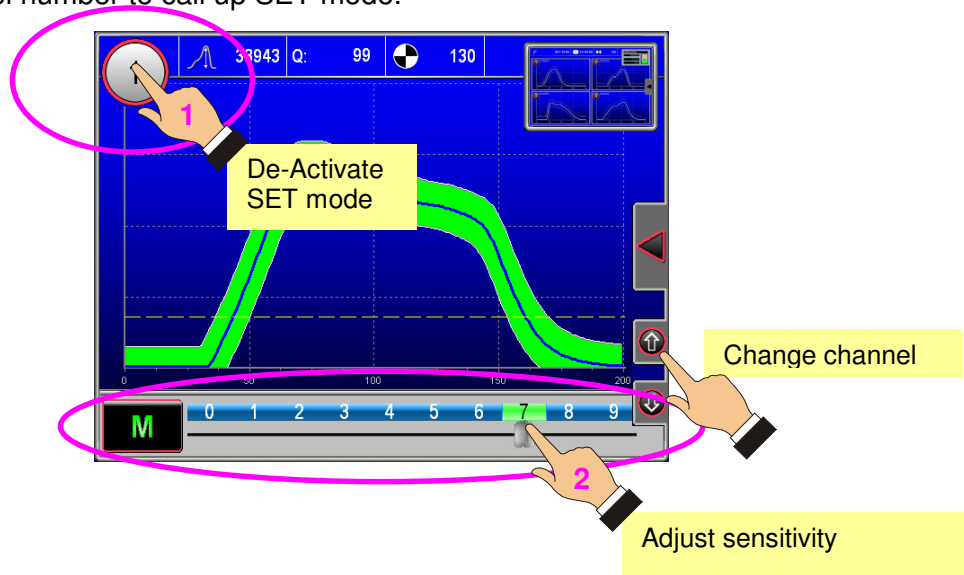 number to call up SET mode.
Q: 99 130
1
De-Activate
SET mode
Change channel
0 50 100 150 200
M 0 1 2 3 4 5 6 7 8 9
2
Adjust sensitivity